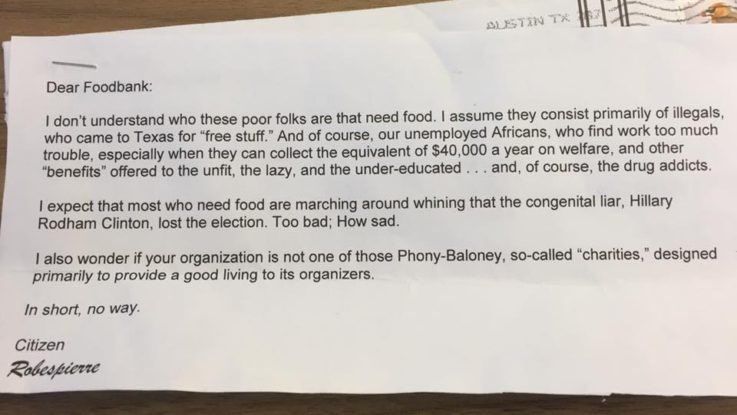 AUSTIN TX 787
Dear Foodbank:
I don't understand who these poor folks are that need food. I assume they consist primarily of illegals,
who came to Texas for “free stuff.” And of course, our unemployed Africans, who find work too much
trouble, especially when they can collect the equivalent of $40,000 a year on welfare, and other
“benefits” offered to the unfit, the lazy, and the under-educated . . . and, of course, the drug addicts.
I expect that most who need food are marching around whining that the congenital liar, Hillary
Rodham Clinton, lost the election. Too bad; How sad.
I also wonder if your organization is not one of those Phony-Baloney, so-called “charities,” designed
primarily to provide a good living to its organizers.
In short, no way.
Citizen
Robespierre